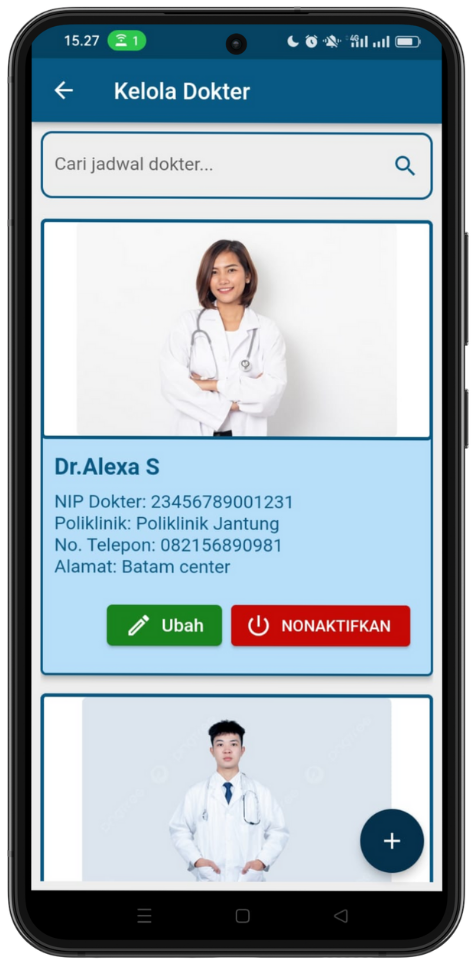 15.27 1 4G
Kelola Dokter
Cari jadwal dokter...
Dr.Alexa S
NIP Dokter: 23456789001231
Poliklinik: Poliklinik Jantung
No. Telepon: 082156890981
Alamat: Batam center
Ubah
NONAKTIFKAN